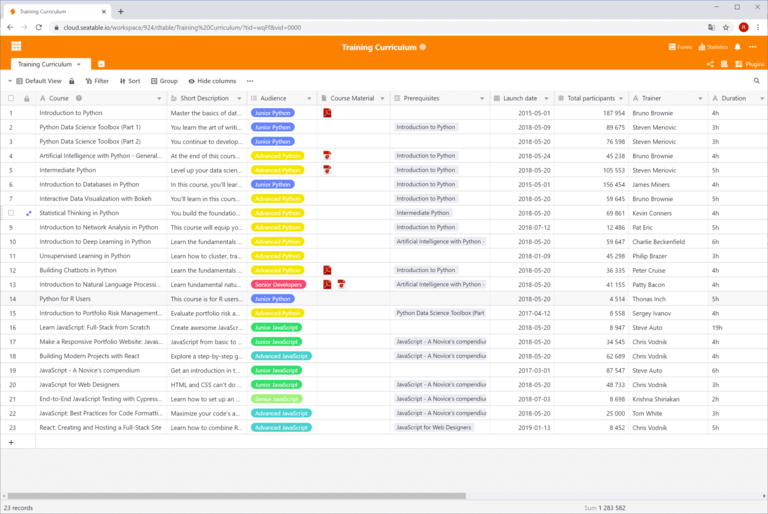 Training Curriculum
cloud.seatable.io/workspace/924/dtable/Training%20Curriculum/?tid=wqFf&vid=0000
R
Training Curriculum
Forms
Statistics
Training Curriculum
Plugins
Default View Filter Sort Group Hide columns
Course Short Description Audience Course Material Prerequisites Launch date Total participants Trainer Duration
1 Introduction to Python Master the basics of dat... Junior Python 2015-05-01 187 954 Bruno Brownie 4h
2 Python Data Science Toolbox (Part 1) You learn the art of writi... Junior Python Introduction to Python 2018-05-09 89 675 Steven Meriovic 3h
3 Python Data Science Toolbox (Part 2) You continue to develop... Junior Python 2018-05-20 76 598 Steven Meriovic 3h
4 Artificial Intelligence with Python - General... At the end of this cours... Advanced Python Introduction to Python 2018-05-24 45 238 Bruno Brownie 4h
5 Intermediate Python Level up your data scien... Advanced Python Introduction to Python 2018-05-20 105 553 Steven Meriovic 5h
6 Introduction to Databases in Python In this course, you'll lear... Junior Python Introduction to Python 2015-05-01 156 454 James Miners 4h
7 Interactive Data Visualization with Bokeh You'll learn in this cours... Advanced Python Introduction to Python 2018-05-20 59 645 Bruno Brownie 5h
Statistical Thinking in Python You build the foundatio... Advanced Python Intermediate Python 2018-05-20 69 861 Kevin Conners 4h
9 Introduction to Network Analysis in Python This course will equip yo... Advanced Python Introduction to Python 2018-07-12 12 486 Pat Eric 5h
10 Introduction to Deep Learning in Python Learn the fundamentals ... Advanced Python Artificial Intelligence with Python - 2018-05-20 59 647 Charlie Beckenfield 6h
11 Unsupervised Learning in Python Learn how to cluster, tra... Advanced Python 2018-01-09 45 298 Philip Brazer 3h
12 Building Chatbots in Python Learn the fundamentals ... Advanced Python Introduction to Python 2018-05-20 36 335 Peter Cruise 4h
13 Introduction to Natural Language Processi... Learn fundamental natu... Senior Developers Artificial Intelligence with Python - 2018-05-20 41 155 Patty Bacon 4h
14 Python for R Users This course is for R users... Junior Python 2018-05-20 4 514 Thonas Inch 5h
15 Introduction to Portfolio Risk Management... Evaluate portfolio risk a... Advanced Python Python Data Science Toolbox (Part 2017-04-12 8 558 Sergey Ivanov 4h
16 Learn JavaScript: Full-Stack from Scratch Create awesome JavaScr... Junior JavaScript 2018-05-20 8 947 Steve Auto 19h
17 Make a Responsive Portfolio Website: Javas... JavaScript from basic to ... Junior JavaScript JavaScript - A Novice's compendiu 2018-05-20 34 345 Chris Vodnik 4h
18 Building Modern Projects with React Explore a step-by-step g... Advanced JavaScript JavaScript - A Novice's compendiu 2018-05-20 62 689 Chris Vodnik 4h
19 JavaScript - A Novice's compendium Get an introduction in t... Junior JavaScript 2017-03-01 87 547 Steve Auto 6h
20 JavaScript for Web Designers HTML and CSS can't do ... Junior JavaScript JavaScript - A Novice's compendiu 2018-05-20 48 733 Chris Vodnik 3h
21 End-to-End JavaScript Testing with Cypress... Learn how to set up an ... Senior JavaScript JavaScript - A Novice's compendiu 2018-07-03 8 698 Krishna Shiriakan 2h
22 JavaScript: Best Practices for Code Formatti... Maximize your code's a... Advanced JavaScript JavaScript - A Novice's compendiu 2018-05-20 25 000 Tom White 3h
23 React: Creating and Hosting a Full-Stack Site Learn how to combine R... Advanced JavaScript JavaScript for Web Designers 2019-01-13 8 452 Chris Vodnik 5h
23 records Sum 1 283 582